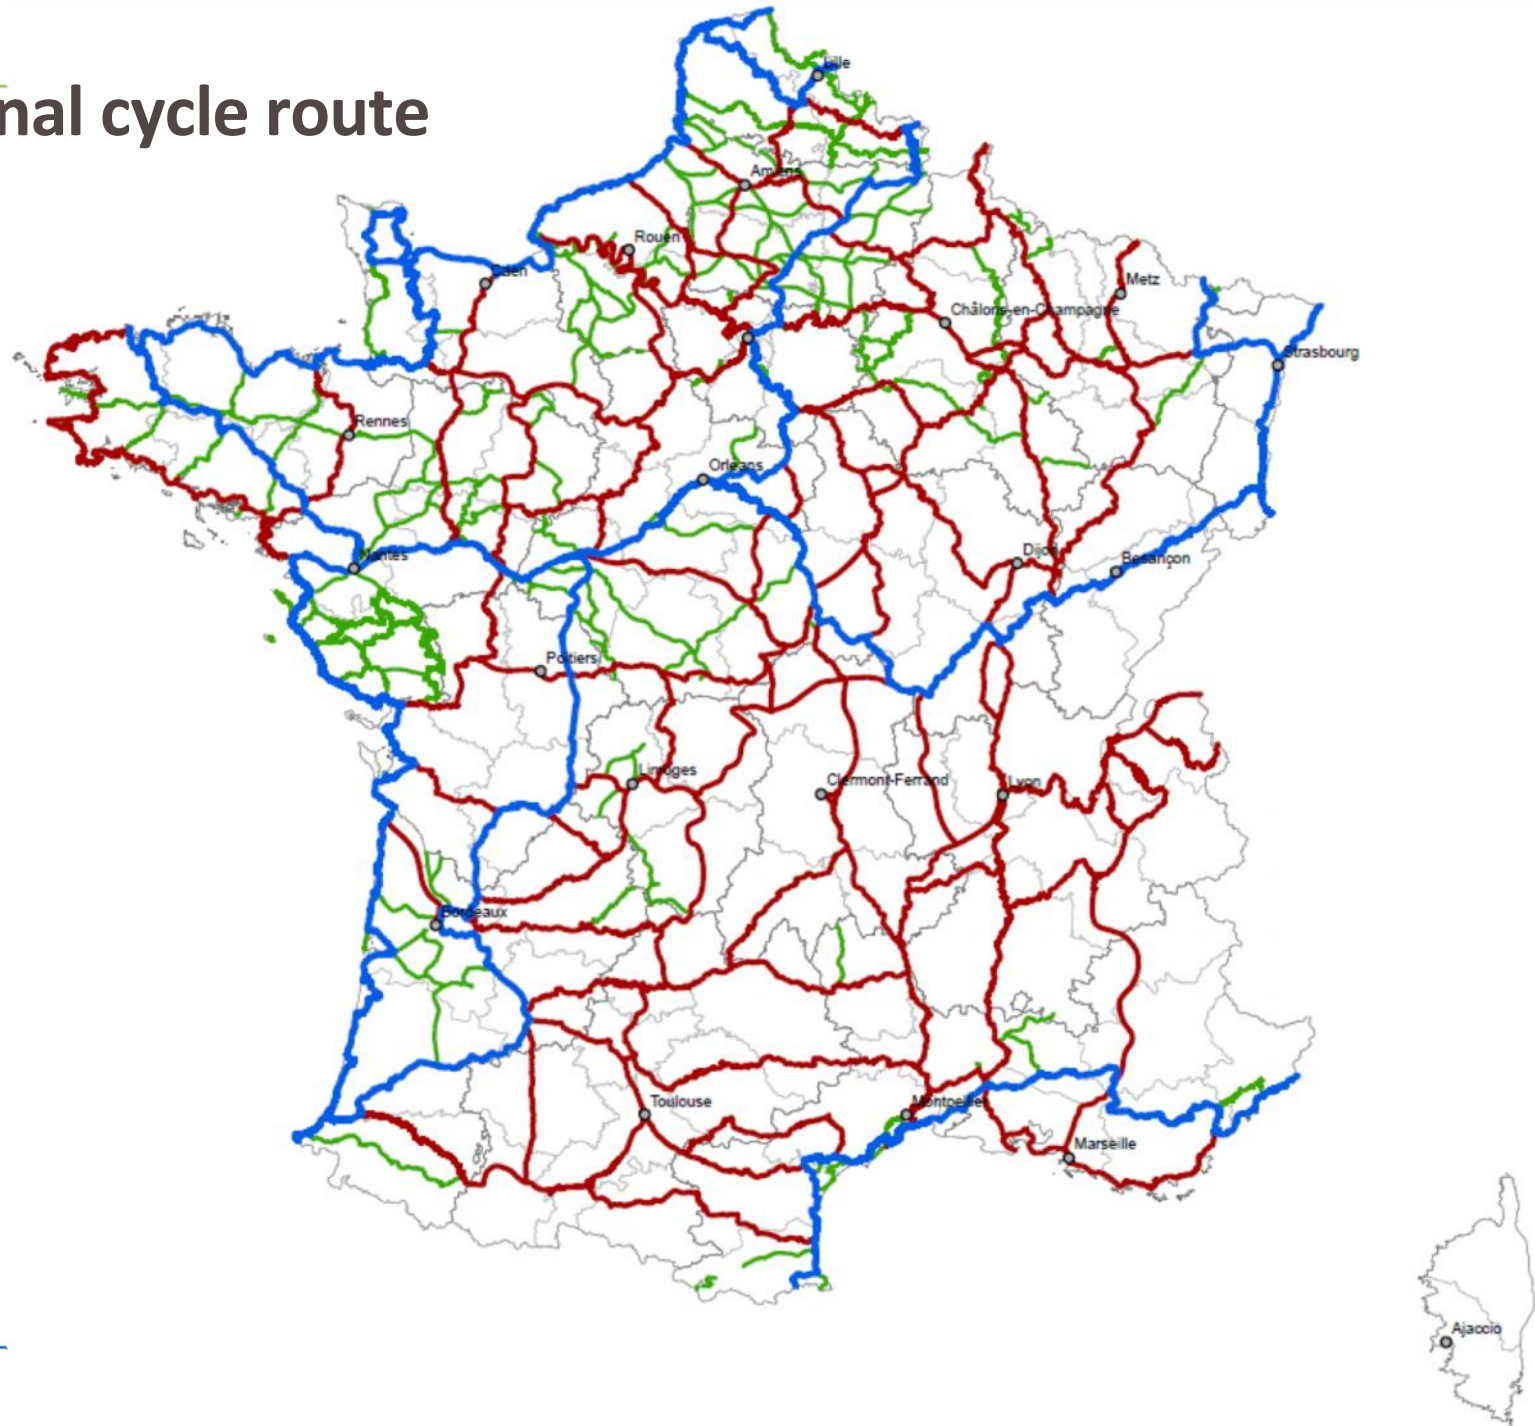 nal cycle route
Lille
Amiens
Rouen
Caen
Metz
Châlons-en-Champagne
Strasbourg
Rennes
Orléans
Nantes
Dijon
Besançon
Poitiers
Limoges
Clermont-Ferrand
Lyon
Bordeaux
Toulouse
Montpellier
Marseille
Ajaccio